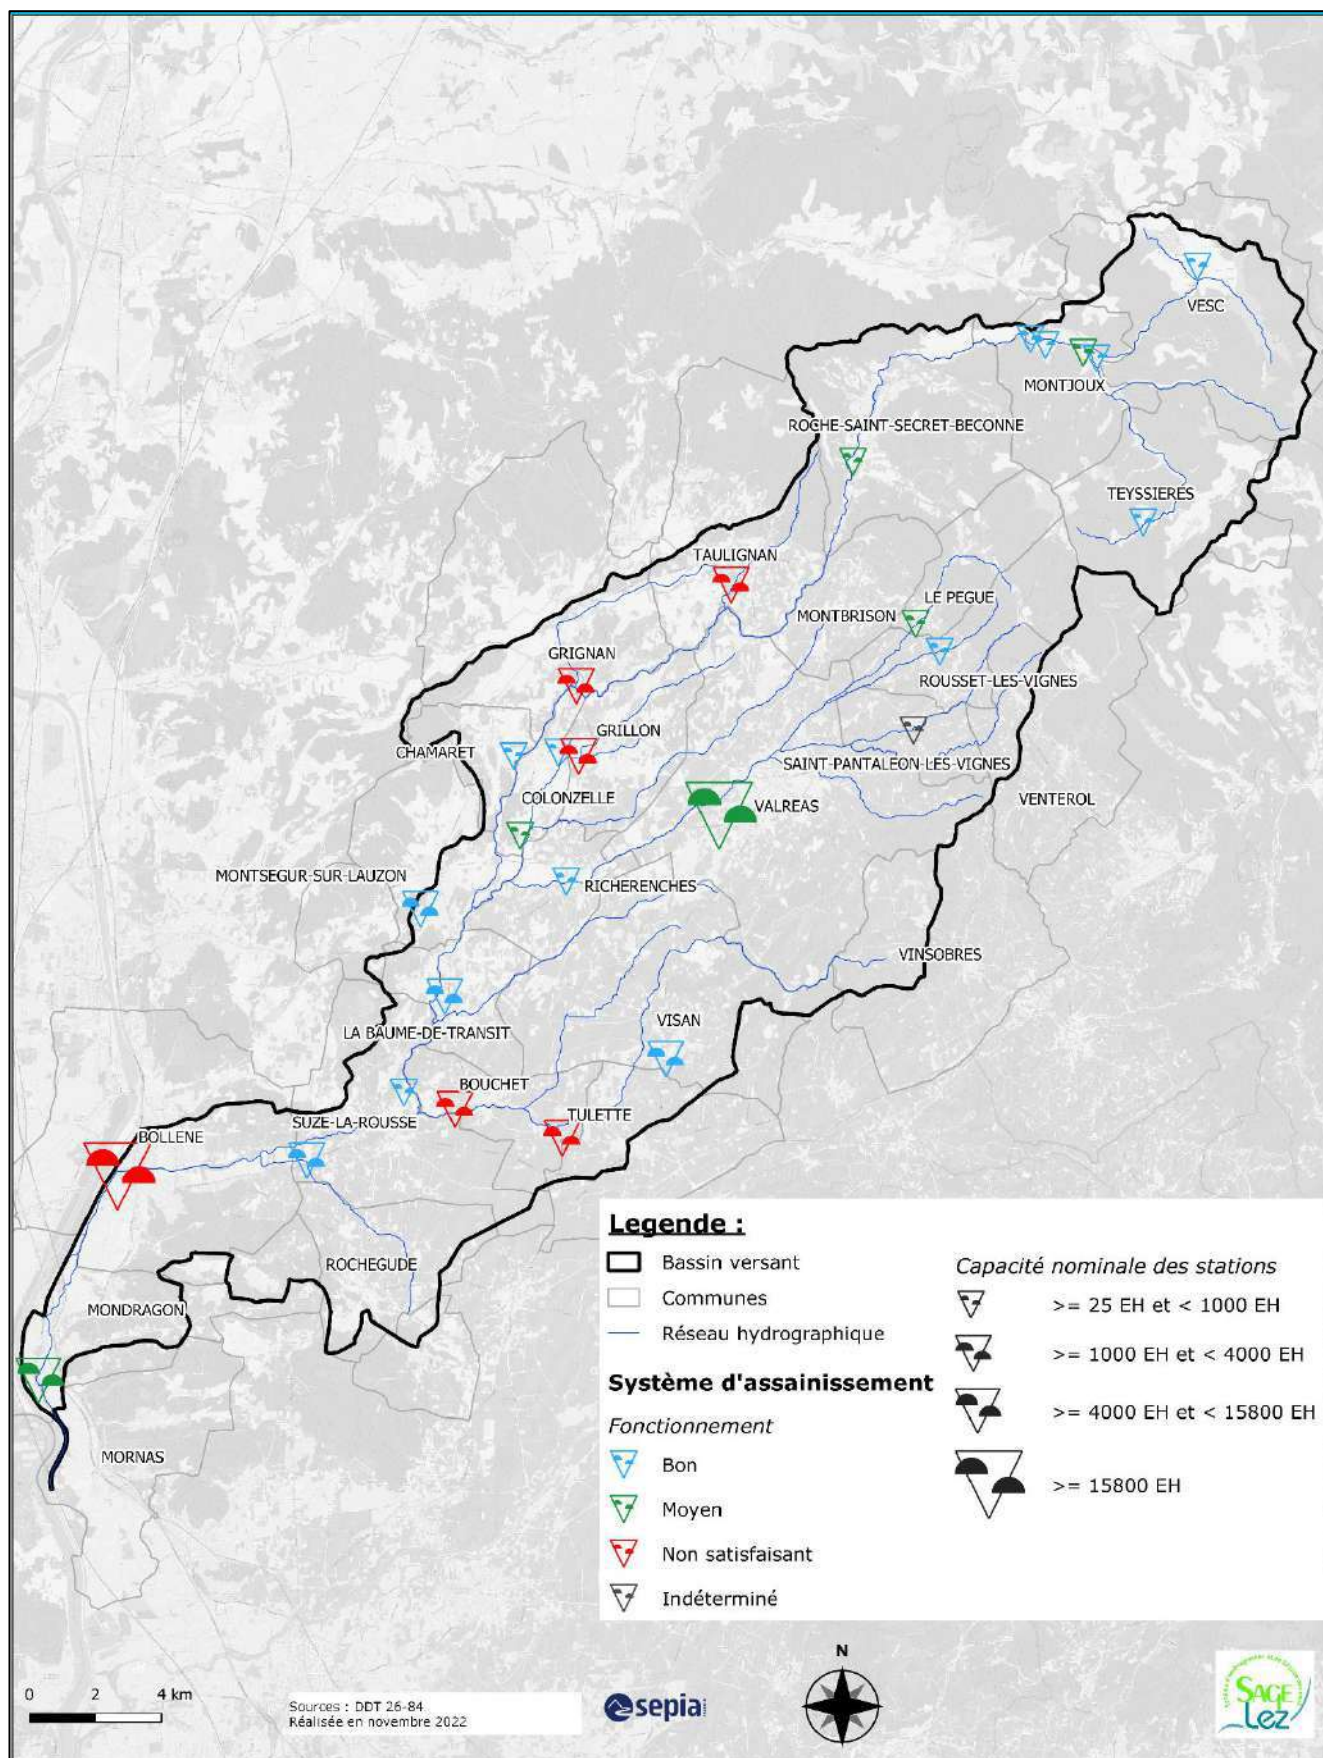 VESC
MONTJOUX
ROCHE-SAINT-SECRET-BECONNE
TEYSSIERES
TAULIGNAN
LE PEGUE
MONTBRISON
GRIGNAN
ROUSSET-LES-VIGNES
GRILLON
CHAMARET
SAINT-PANTALEON-LES-VIGNES
COLONZELLE
VALREAS
VENTEROL
MONTSEGUR-SUR-LAUZON
RICHERENCHES
VINSOBRES
VISAN
LA BAUME-DE-TRANSIT
BOUCHET
TULETTE
SUZE-LA-ROUSSE
BOLLENE
ROCHEGUDE
MONDRAGON
MORNAS
Legende :
Bassin versant
Communes
Réseau hydrographique
Système d'assainissement
Fonctionnement
Bon
Moyen
Non satisfaisant
Indéterminé
Capacité nominale des stations
>= 25 EH et < 1000 EH
>= 1000 EH et < 4000 EH
>= 4000 EH et < 15800 EH
>= 15800 EH
0 2 4 km
Sources : DDT 26-84
Réalisée en novembre 2022
sepia
N
SAGE
Lez